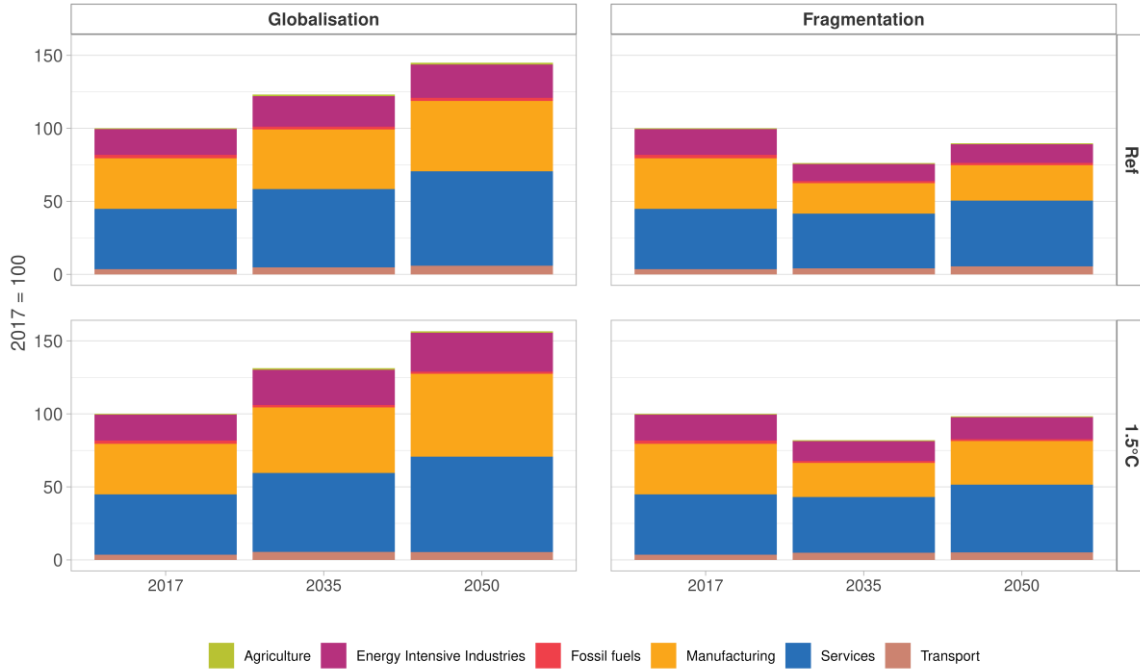 Globalisation
Fragmentation
150
100
50
0
Ref
2017 = 100
150
100
50
0
1.5°C
2017
2035
2050
2017
2035
2050
Agriculture
Energy Intensive Industries
Fossil fuels
Manufacturing
Services
Transport